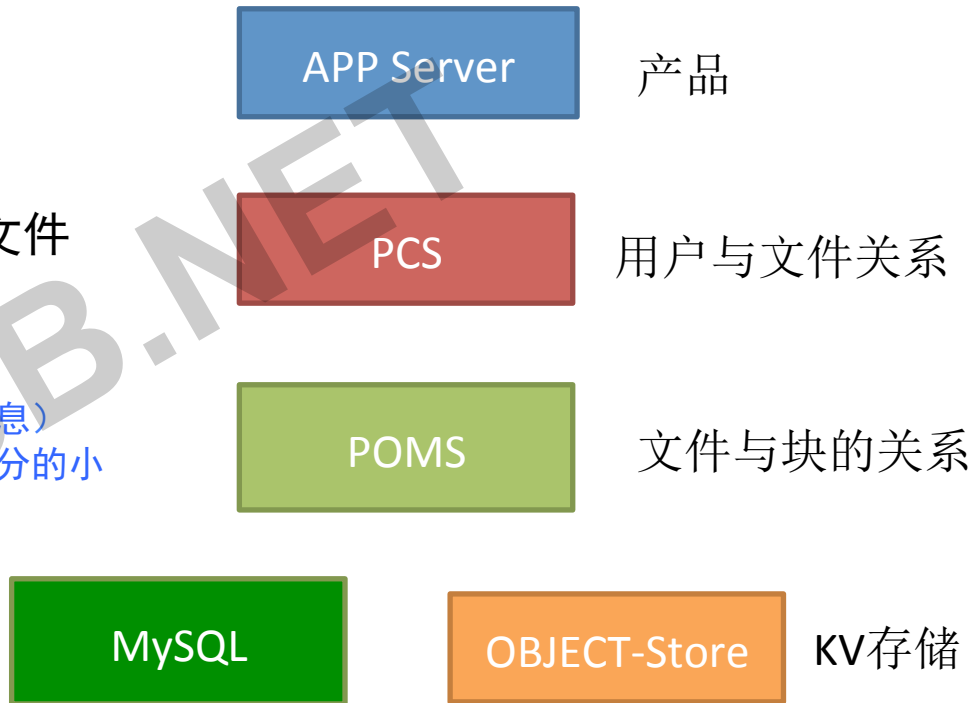 APP Server 产品
文件
PCS 用户与文件关系
息）
分的小
POMS 文件与块的关系
MySQL OBJECT-Store KV存储
B.NET